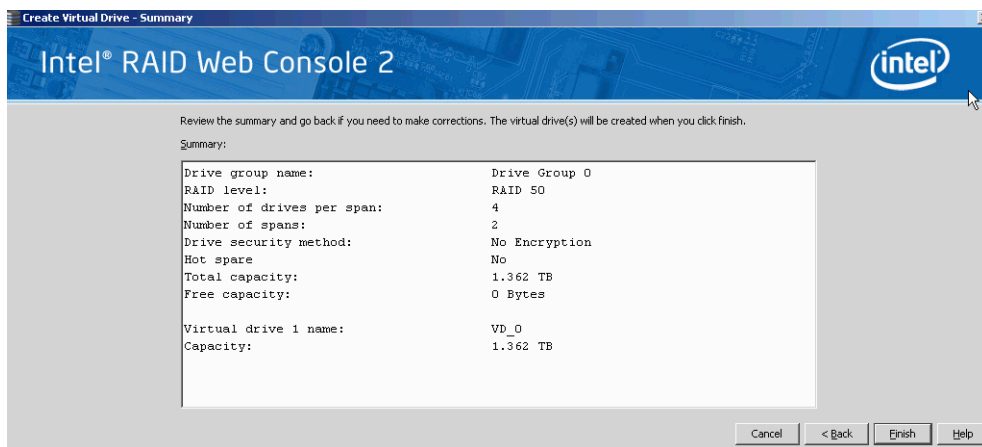 Create Virtual Drive - Summary
Intel® RAID Web Console 2
intel®
Review the summary and go back if you need to make corrections. The virtual drive(s) will be created when you click finish.
Summary:
Drive group name: Drive Group 0
RAID level: RAID 50
Number of drives per span: 4
Number of spans: 2
Drive security method: No Encryption
Hot spare No
Total capacity: 1.362 TB
Free capacity: 0 Bytes
Virtual drive 1 name: VD_0
Capacity: 1.362 TB
Cancel < Back Finish Help